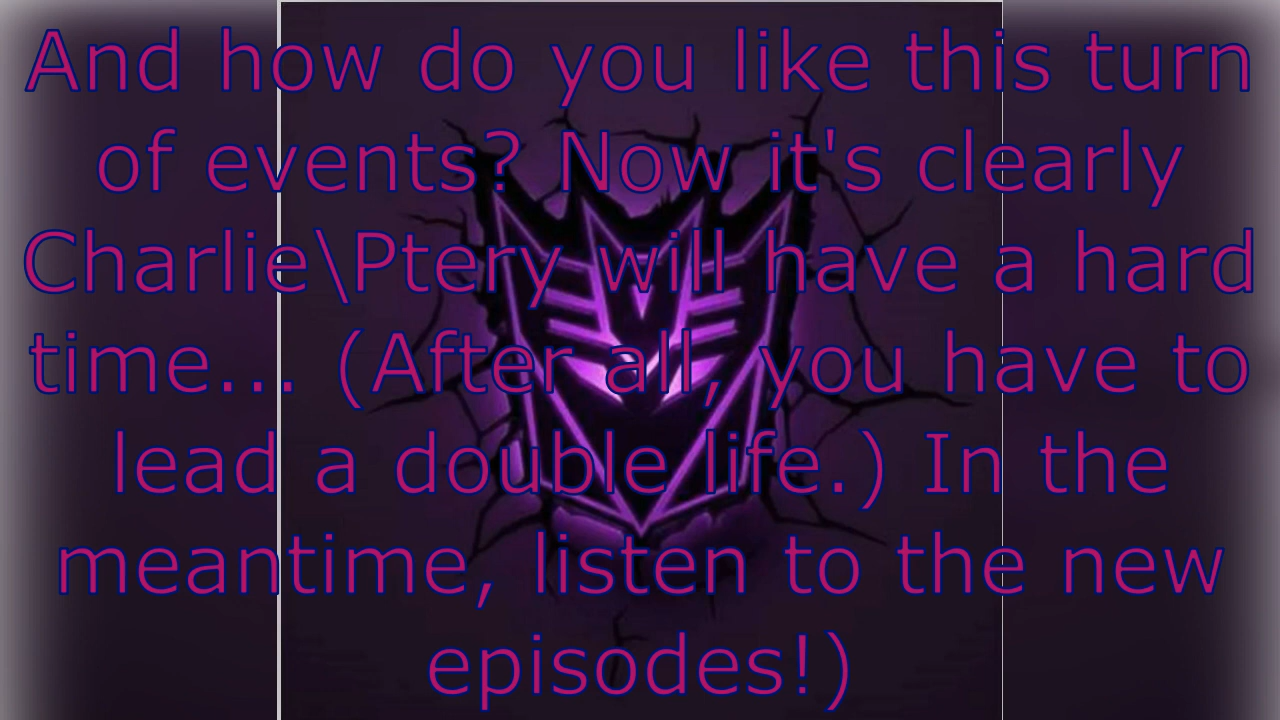 And how do you like this turn
of events? Now it's clearly
Charlie\Ptery will have a hard
time... (After all, you have to
lead a double life.) In the
meantime, listen to the new
episodes!)